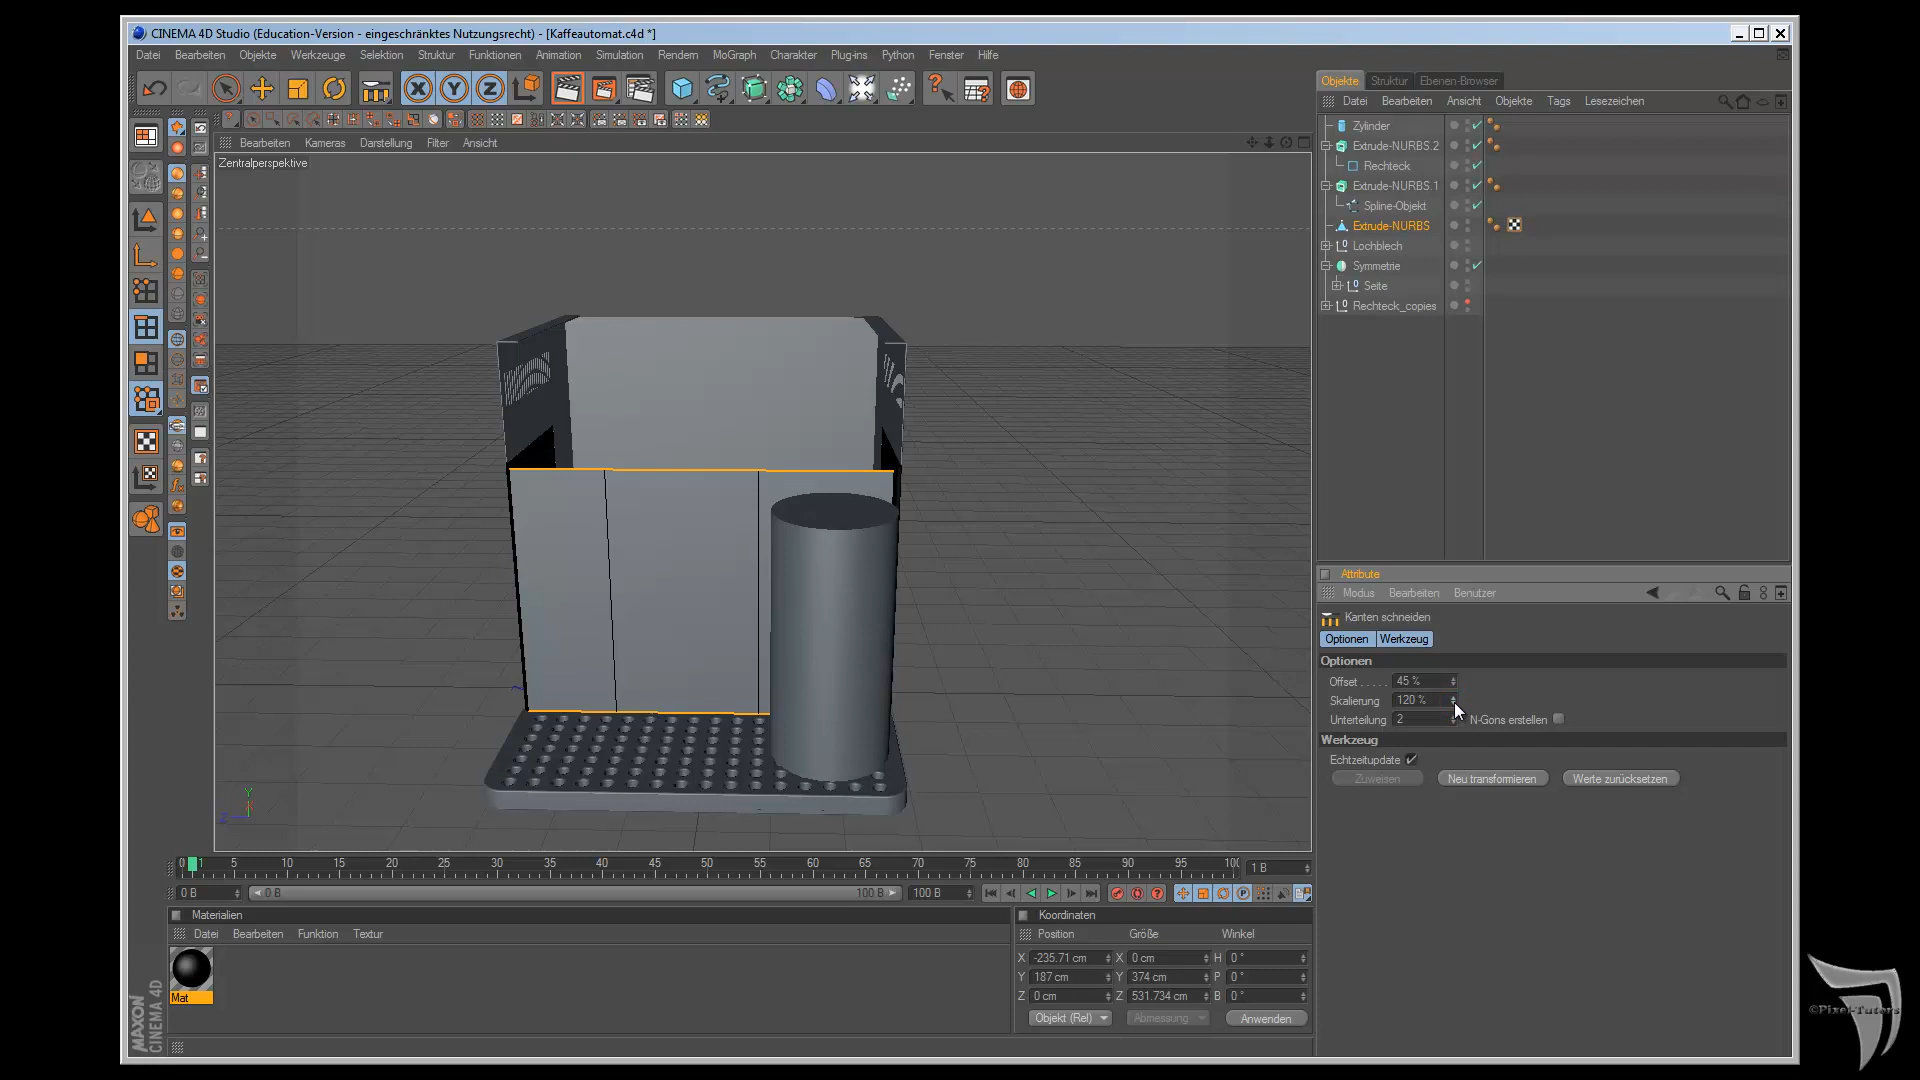 CINEMA 4D Studio (Education-Version - eingeschränktes Nutzungsrecht) - [Kaffeautomat.c4d *]
Datei Bearbeiten Objekte Werkzeuge Selektion Struktur Funktionen Animation Simulation Rendern MoGraph Charakter Plug-ins Python Fenster Hilfe
Objekte Struktur Ebenen-Browser
Datei Bearbeiten Ansicht Objekte Tags Lesezeichen
Zylinder
Extrude-NURBS.2
Rechteck
Extrude-NURBS.1
Spline-Objekt
Extrude-NURBS
Lochblech
Symmetrie
Seite
Rechteck_copies
Bearbeiten Kameras Darstellung Filter Ansicht
Zentralperspektive
Y
X
Z
Attribute
Modus Bearbeiten Benutzer
Kanten schneiden
Optionen Werkzeug
Optionen
Offset . . . . . 45 %
Skalierung 120 %
Unterteilung 2 N-Gons erstellen
Werkzeug
Echtzeitupdate
Zuweisen Neu transformieren Werte zurücksetzen
0 1 5 10 15 20 25 30 35 40 45 50 55 60 65 70 75 80 85 90 95 100 1 B
0 B 0 B 100 B 100 B
Materialien
Datei Bearbeiten Funktion Textur
Mat
Koordinaten
Position Größe Winkel
X -235.71 cm X 0 cm H 0 °
Y 187 cm Y 374 cm P 0 °
Z 0 cm Z 531.734 cm B 0 °
Objekt (Rel) Abmessung Anwenden
MAXON
CINEMA 4D
©Pixel-Tutors